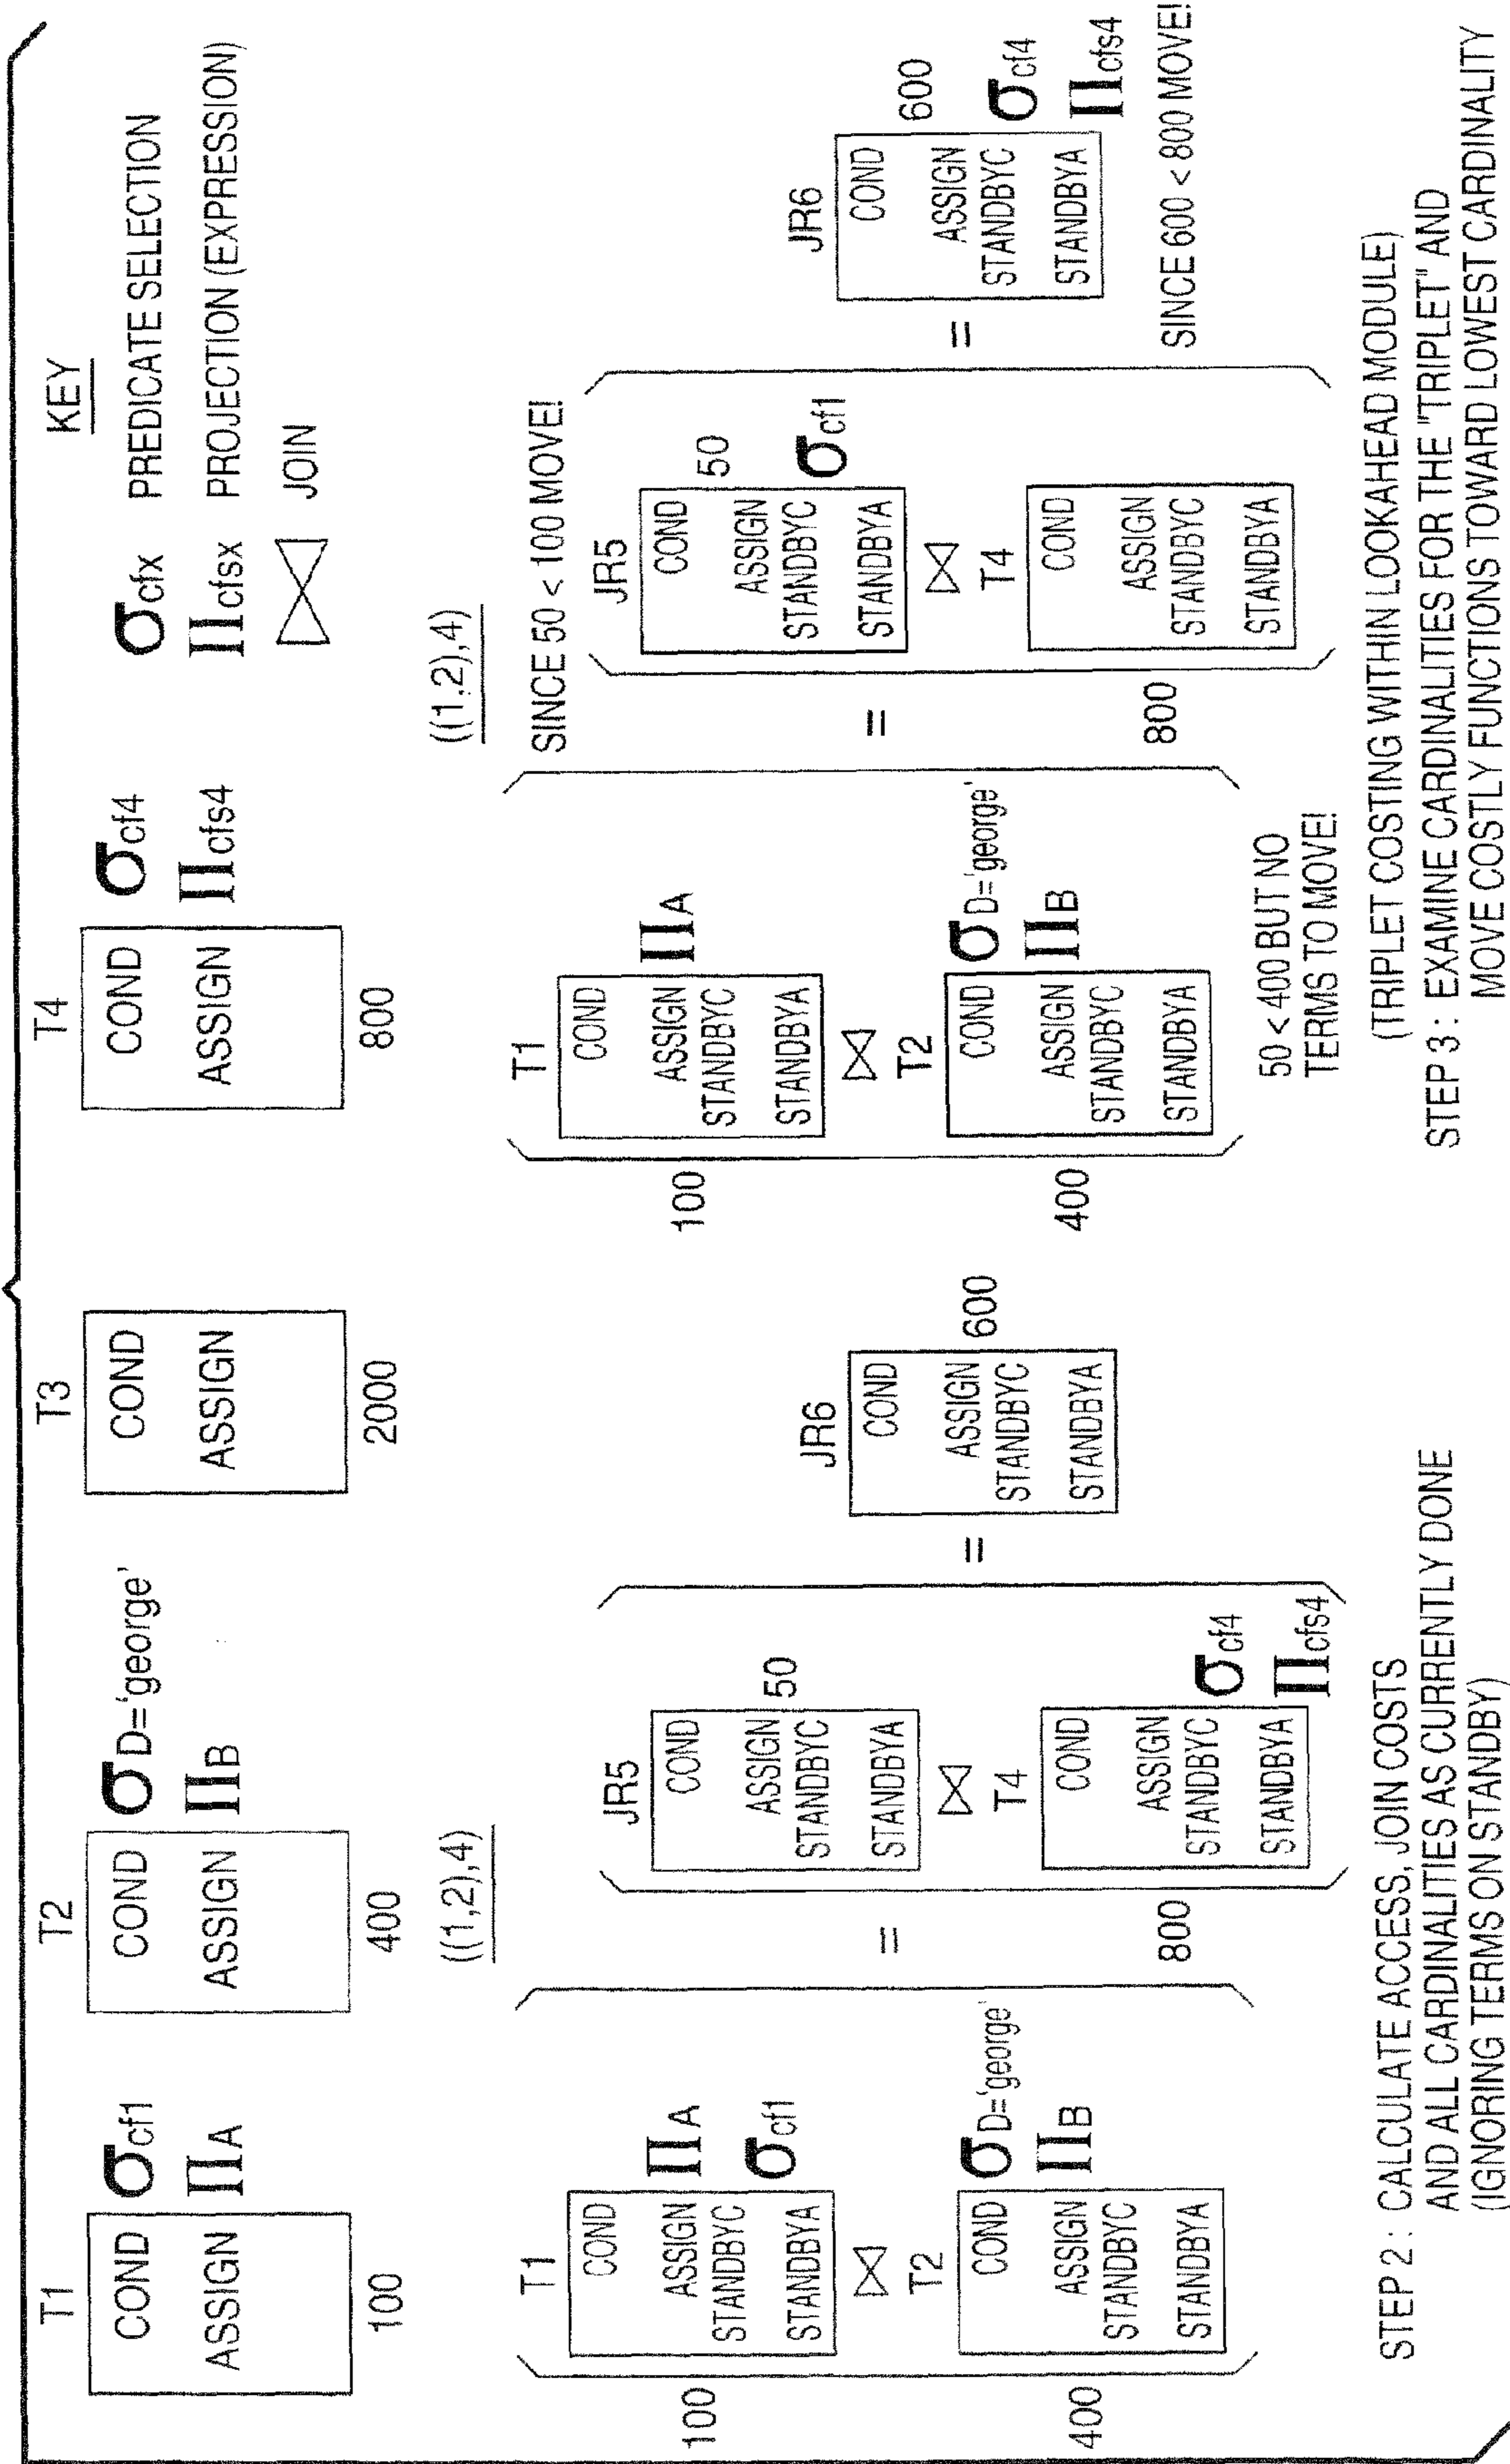 T1
COND σcf1
ASSIGN ΠA
100
T2
COND σD='george'
ASSIGN ΠB
400
T3
COND
ASSIGN
2000
T4
COND σcf4
ASSIGN Πcfs4
800
KEY
σcfx PREDICATE SELECTION
Πcfsx PROJECTION (EXPRESSION)
⋈ JOIN
((1,2),4)
T1
COND
100
ASSIGN ΠA
STANDBYC
STANDBYA σcf1
⋈
T2
COND σD='george'
400
ASSIGN ΠB
STANDBYC
STANDBYA
=
JR5
COND
ASSIGN 50
STANDBYC
STANDBYA
⋈
T4
800
COND
ASSIGN
STANDBYC σcf4
STANDBYA Πcfs4
=
JR6
COND
ASSIGN 600
STANDBYC
STANDBYA
STEP 2 : CALCULATE ACCESS, JOIN COSTS
AND ALL CARDINALITIES AS CURRENTLY DONE
(IGNORING TERMS ON STANDBY)
((1,2),4)
SINCE 50 < 100 MOVE!
T1
COND
100
ASSIGN ΠA
STANDBYC
STANDBYA
⋈
T2
COND σD='george'
400
ASSIGN ΠB
STANDBYC
STANDBYA
50 < 400 BUT NO
TERMS TO MOVE!
=
JR5
COND 50
ASSIGN
STANDBYC σcf1
STANDBYA
⋈
T4
800
COND
ASSIGN
STANDBYC
STANDBYA
=
JR6
COND 600
ASSIGN
STANDBYC σcf4
STANDBYA Πcfs4
SINCE 600 < 800 MOVE!
(TRIPLET COSTING WITHIN LOOKAHEAD MODULE)
STEP 3 : EXAMINE CARDINALITIES FOR THE "TRIPLET" AND
MOVE COSTLY FUNCTIONS TOWARD LOWEST CARDINALITY